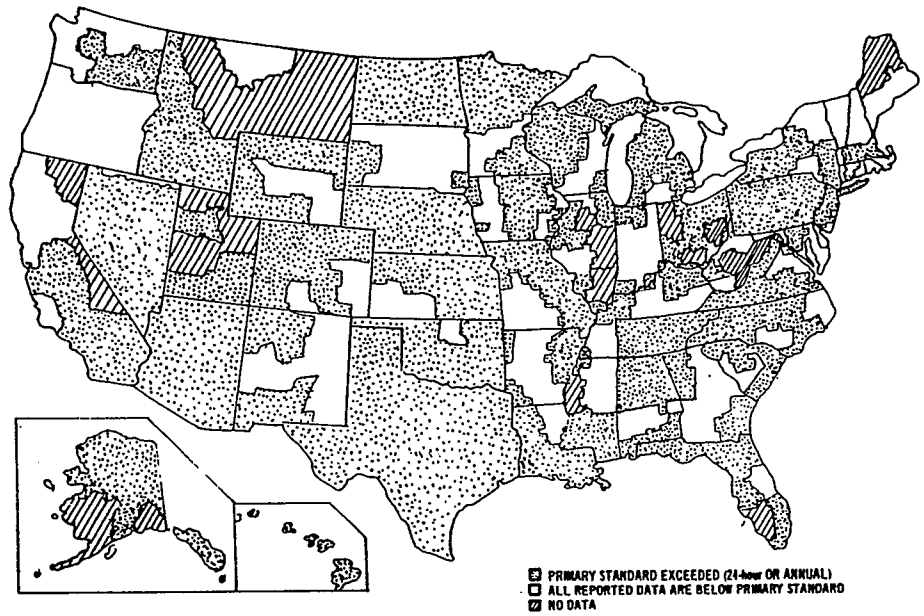 PRIMARY STANDARD EXCEEDED (24-hour OR ANNUAL)
ALL REPORTED DATA ARE BELOW PRIMARY STANDARD
NO DATA